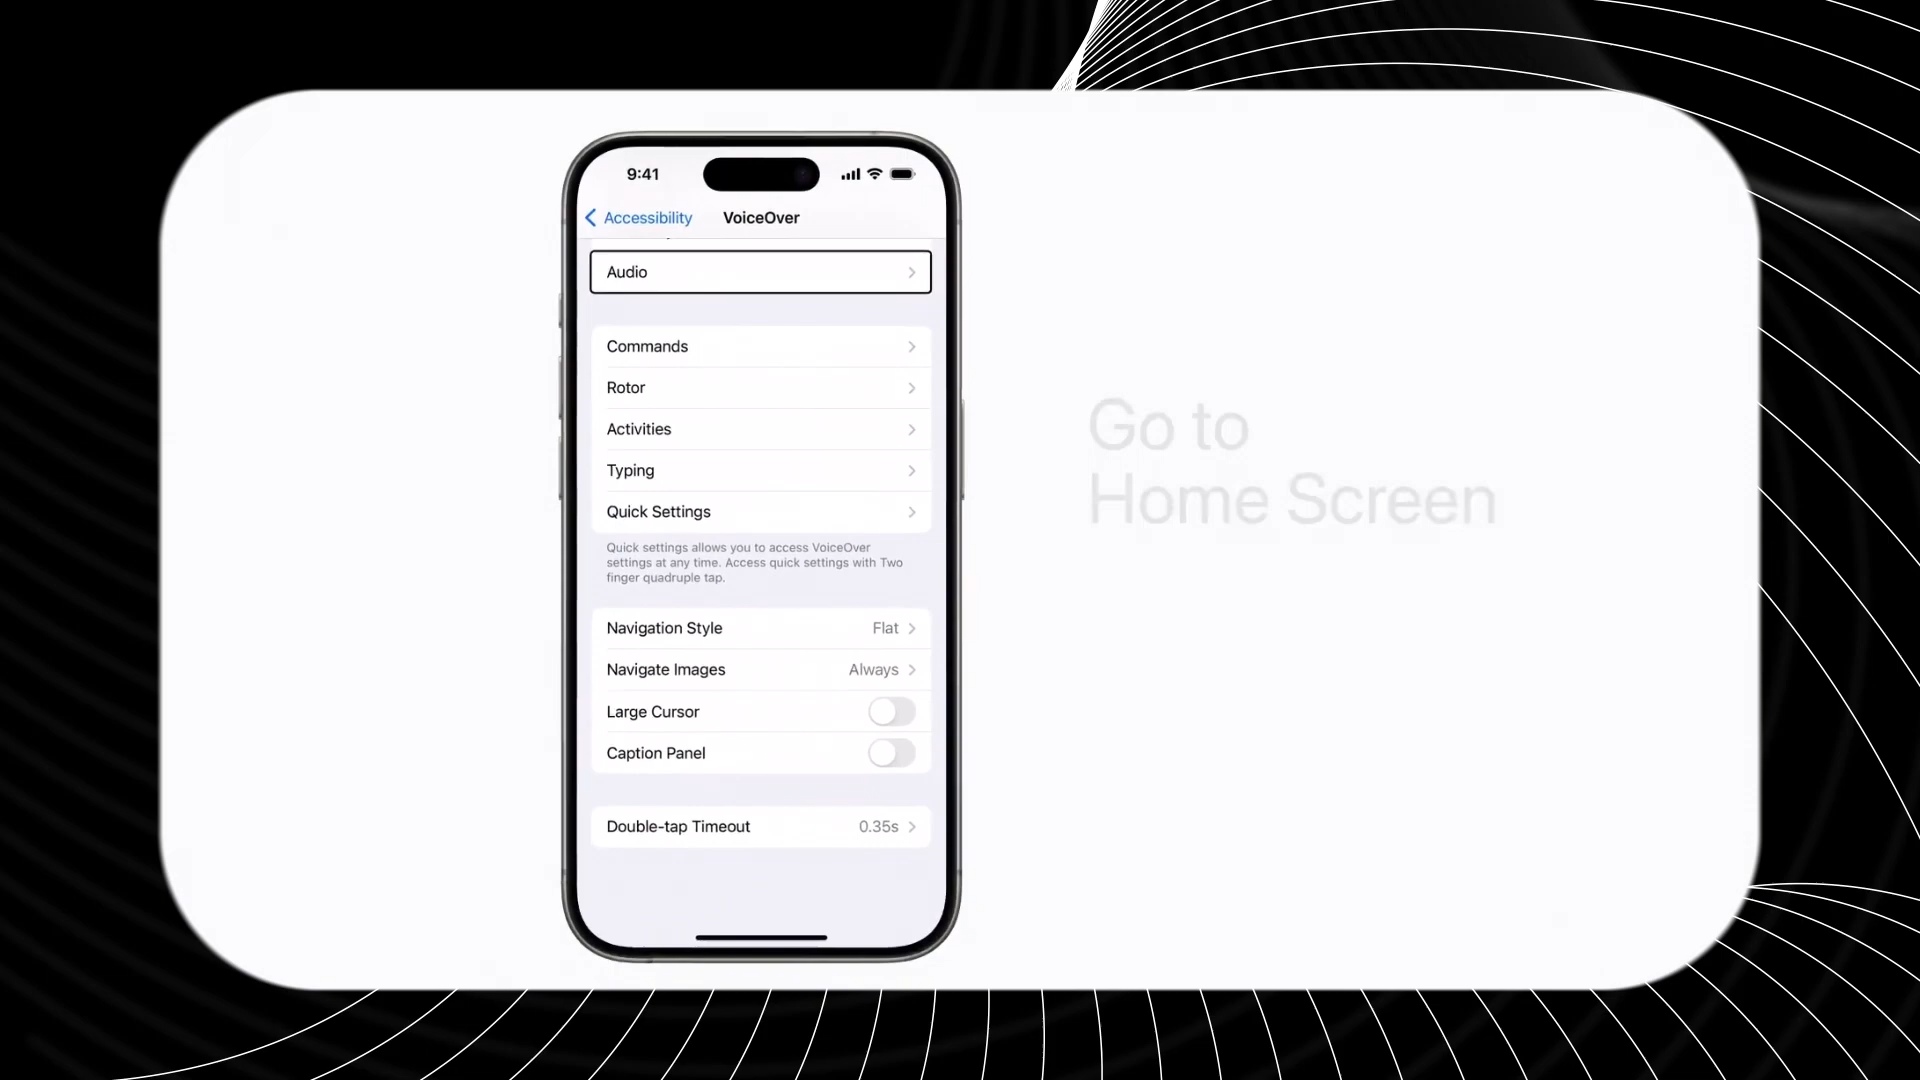 9:41
Accessibility
VoiceOver
Audio
Commands
Rotor
Activities
Typing
Quick Settings
Quick settings allows you to access VoiceOver
settings at any time. Access quick settings with Two
finger quadruple tap.
Navigation Style Flat
Navigate Images Always
Large Cursor
Caption Panel
Double-tap Timeout 0.35s
Go to
Home Screen